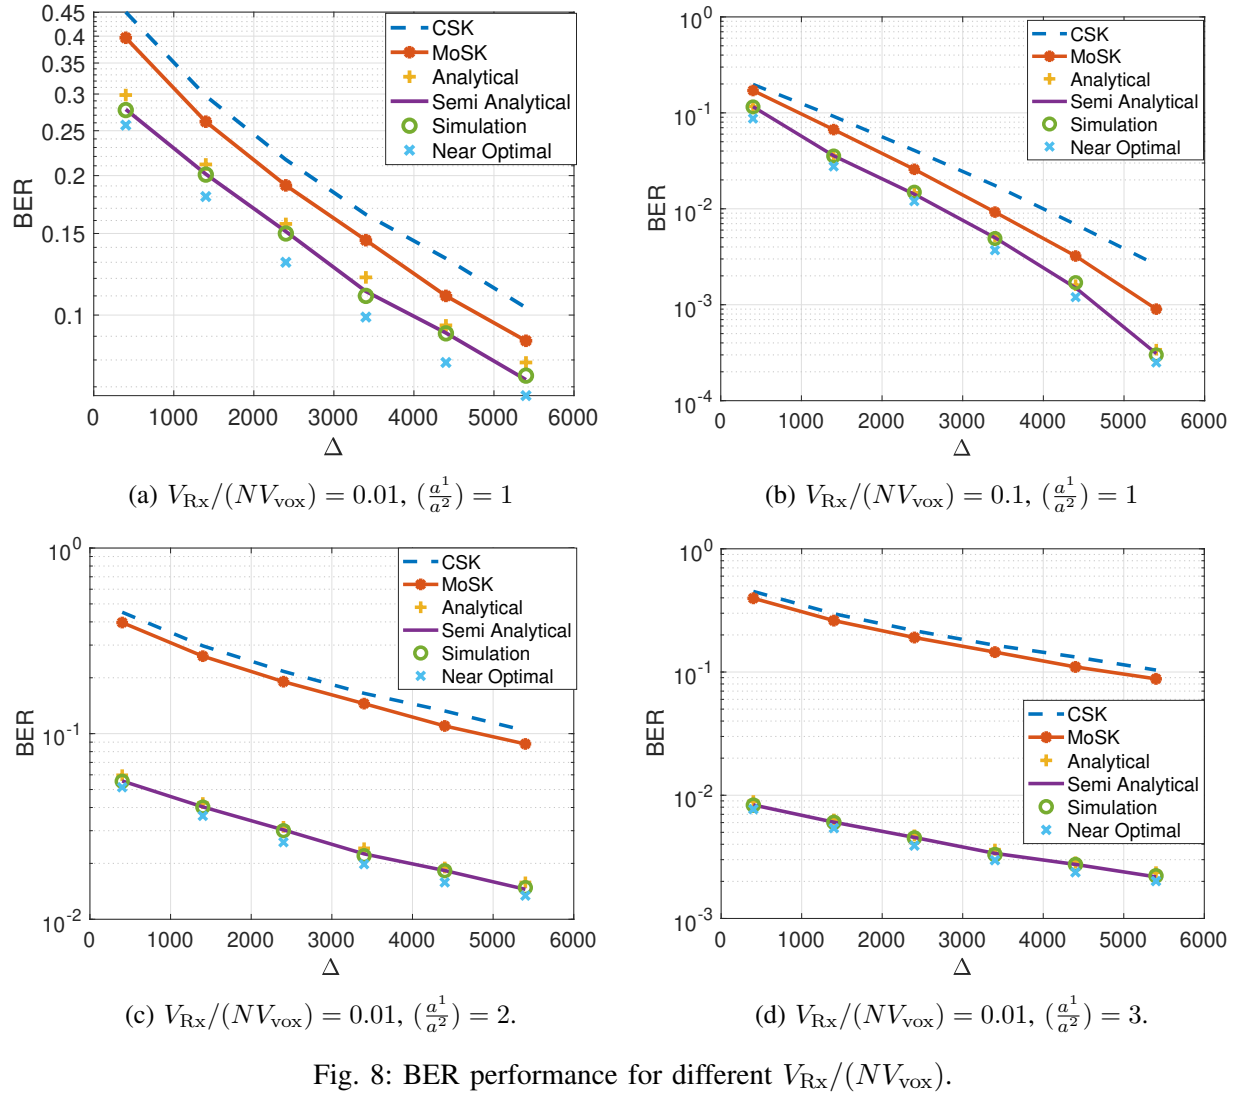 0.45
0.4
0.35
0.3
0.25
0.2
0.15
0.1
BER
0 1000 2000 3000 4000 5000 6000
Δ
CSK
MoSK
Analytical
Semi Analytical
Simulation
Near Optimal
(a) V_Rx/(NV_vox) = 0.01, (a^1/a^2) = 1
10^0
10^-1
10^-2
10^-3
10^-4
BER
0 1000 2000 3000 4000 5000 6000
Δ
CSK
MoSK
Analytical
Semi Analytical
Simulation
Near Optimal
(b) V_Rx/(NV_vox) = 0.1, (a^1/a^2) = 1
10^0
10^-1
10^-2
BER
0 1000 2000 3000 4000 5000 6000
Δ
CSK
MoSK
Analytical
Semi Analytical
Simulation
Near Optimal
(c) V_Rx/(NV_vox) = 0.01, (a^1/a^2) = 2.
10^0
10^-1
10^-2
10^-3
BER
0 1000 2000 3000 4000 5000 6000
Δ
CSK
MoSK
Analytical
Semi Analytical
Simulation
Near Optimal
(d) V_Rx/(NV_vox) = 0.01, (a^1/a^2) = 3.
Fig. 8: BER performance for different V_Rx/(NV_vox).